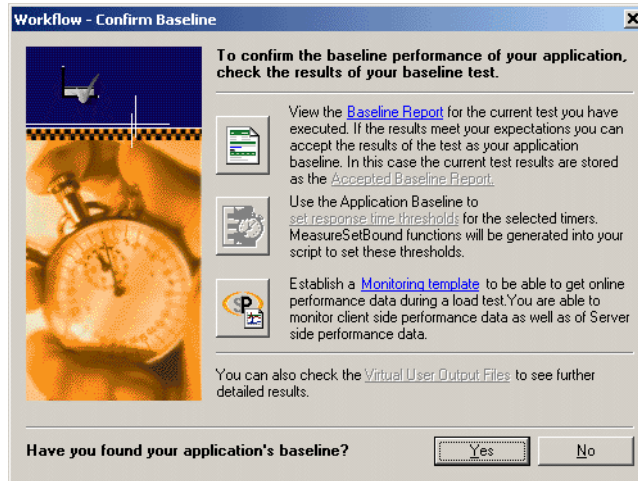 Workflow - Confirm Baseline
To confirm the baseline performance of your application,
check the results of your baseline test.
View the Baseline Report for the current test you have
executed. If the results meet your expectations you can
accept the results of the test as your application
baseline. In this case the current test results are stored
as the Accepted Baseline Report.
Use the Application Baseline to
set response time thresholds for the selected timers.
MeasureSetBound functions will be generated into your
script to set these thresholds.
Establish a Monitoring template to be able to get online
performance data during a load test.You are able to
monitor client side performance data as well as of Server
side performance data.
You can also check the Virtual User Output Files to see further
detailed results.
Have you found your application's baseline?
Yes
No